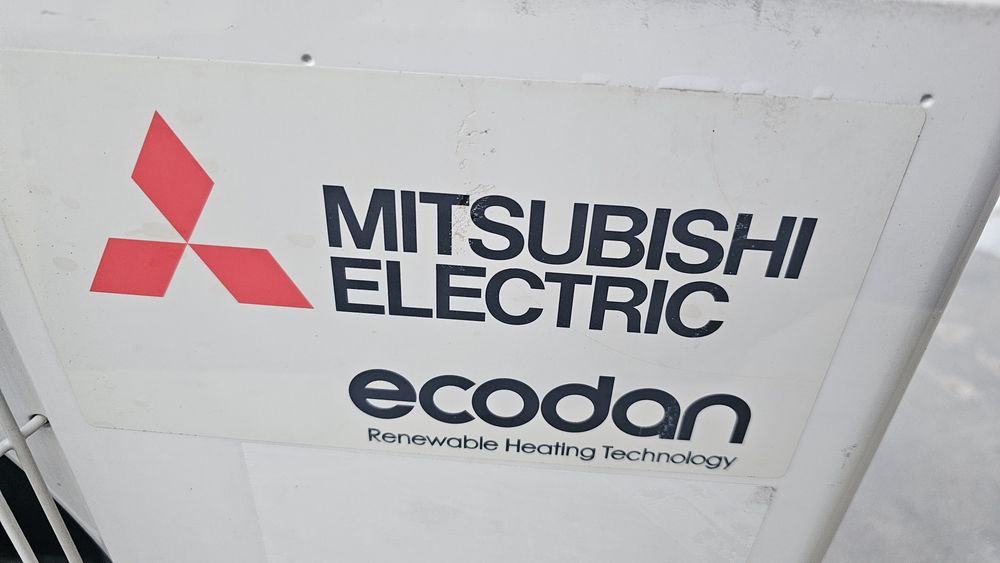 MITSUBISHI
ELECTRIC
ecodan
Renewable Heating Technology